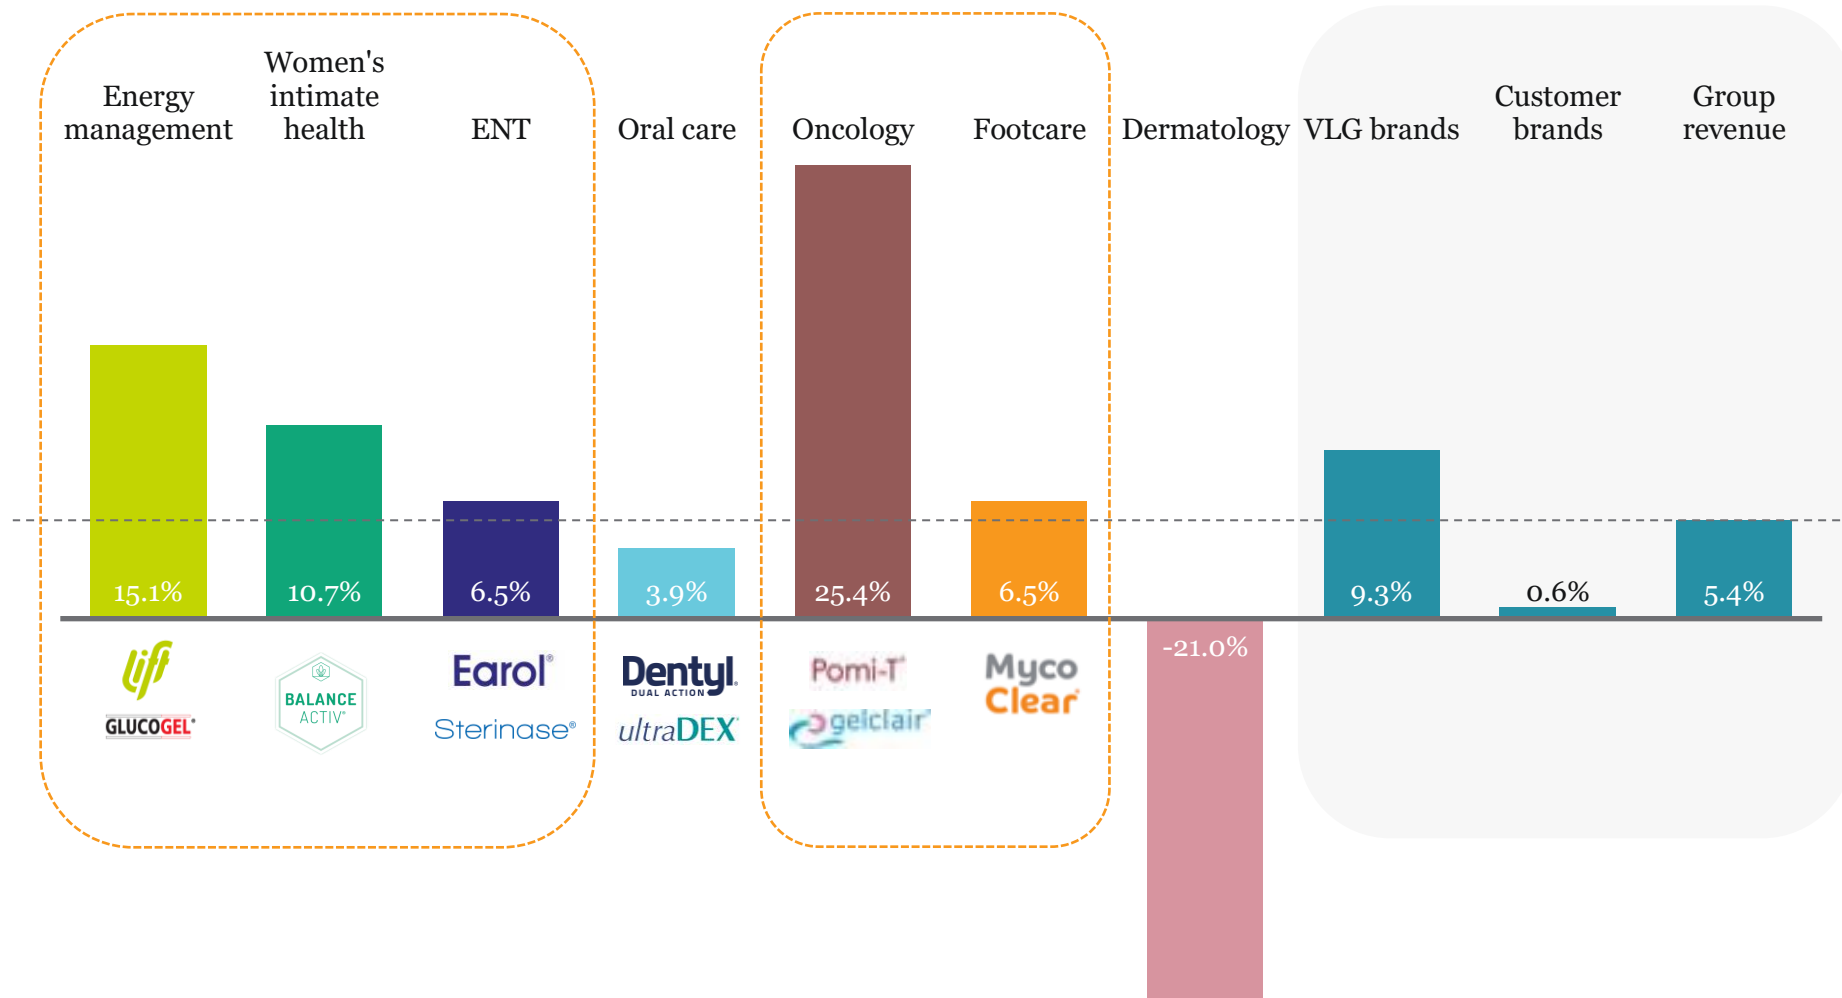 Energy
management
Women's
intimate
health
ENT
Oral care
Oncology
Footcare
Dermatology
VLG brands
Customer
brands
Group
revenue
15.1%
10.7%
6.5%
3.9%
25.4%
6.5%
-21.0%
9.3%
0.6%
5.4%
lift
GLUCOGEL®
BALANCE
ACTIV®
Earol®
Sterinase®
Dentyl
DUAL ACTION
ultraDEX
Pomi-T
gelclair
Myco
Clear